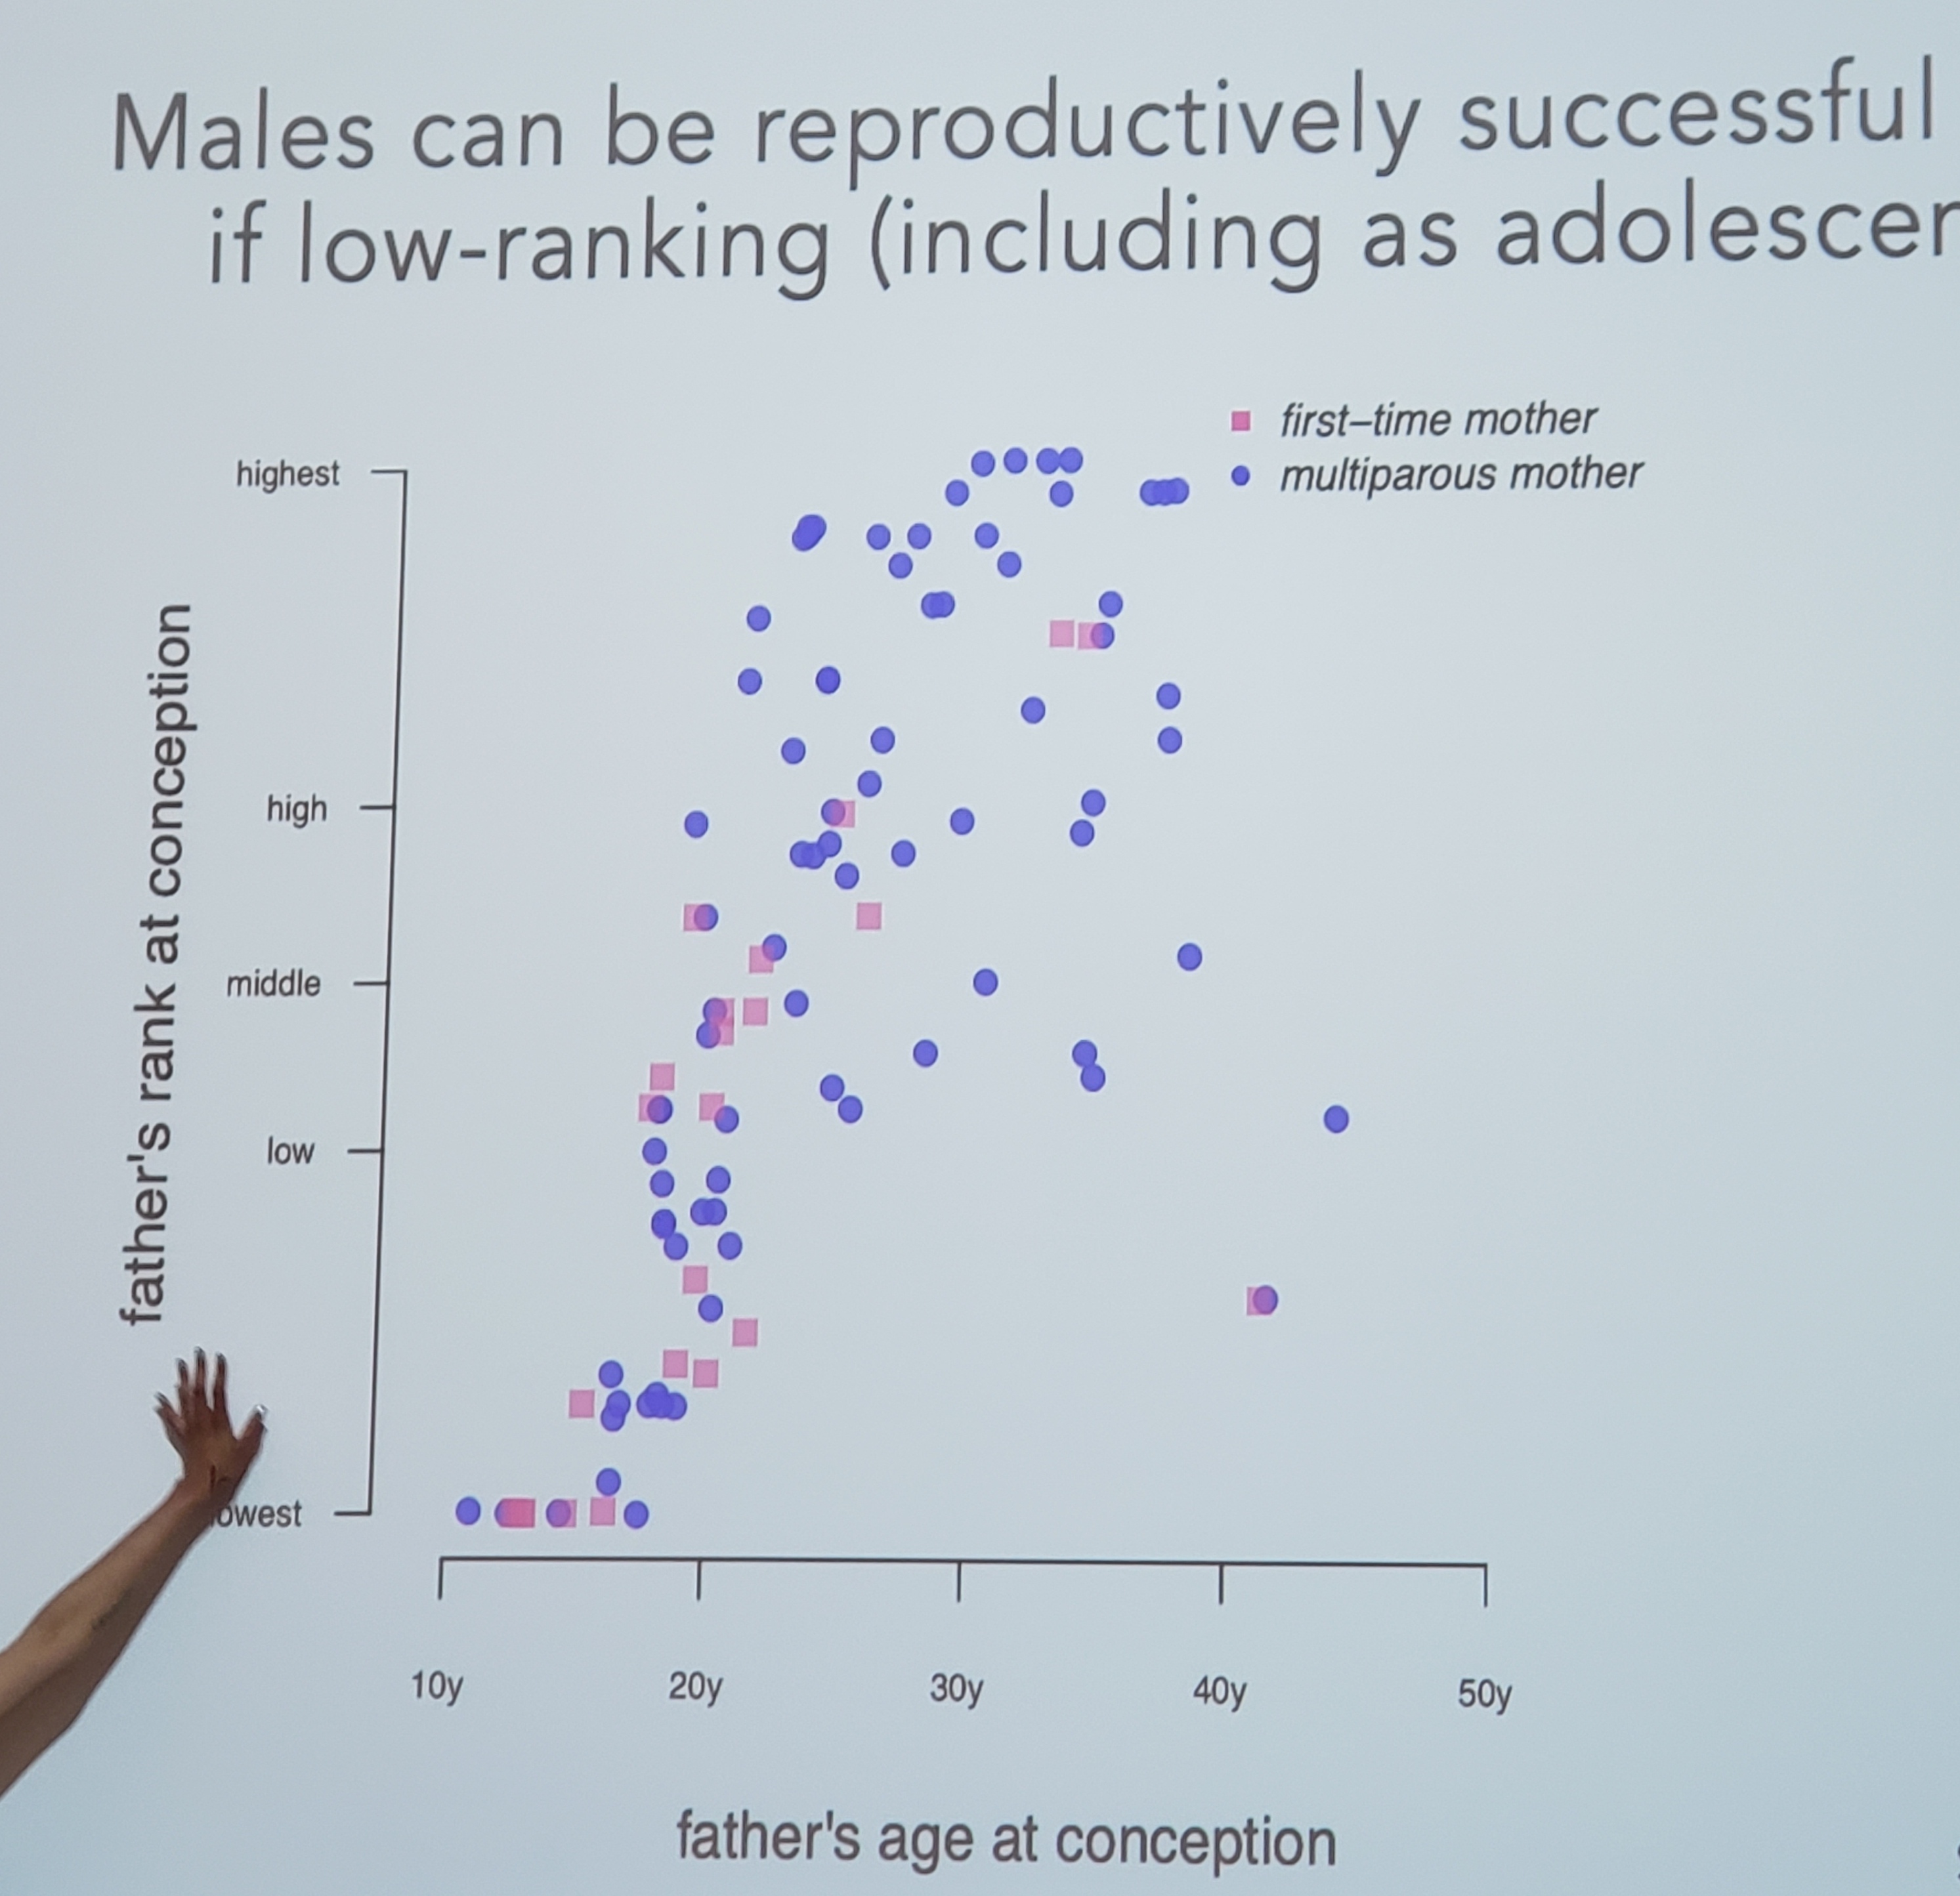 Males can be reproductively successful
if low-ranking (including as adolescen
first–time mother
multiparous mother
highest
high
middle
low
owest
father's rank at conception
10y 20y 30y 40y 50y
father's age at conception